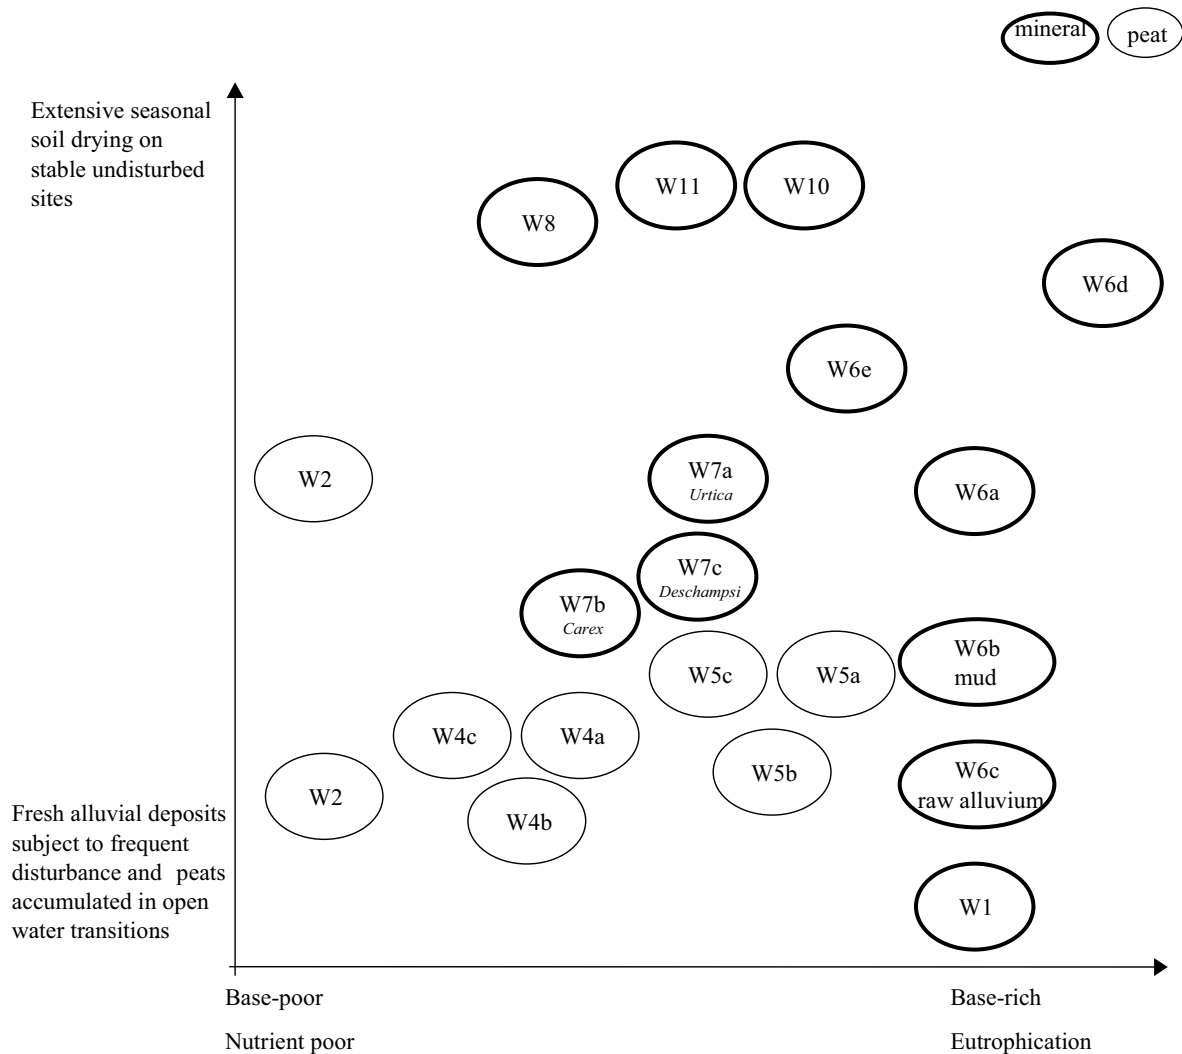 mineral
peat
Extensive seasonal
soil drying on
stable undisturbed
sites
W11
W10
W8
W6d
W6e
W2
W7a
Urtica
W6a
W7c
Deschampsi
W7b
Carex
W6b
mud
W5c
W5a
W4c
W4a
W5b
W6c
raw alluvium
W2
W4b
Fresh alluvial deposits
subject to frequent
disturbance and peats
accumulated in open
water transitions
W1
Base-poor
Base-rich
Nutrient poor
Eutrophication